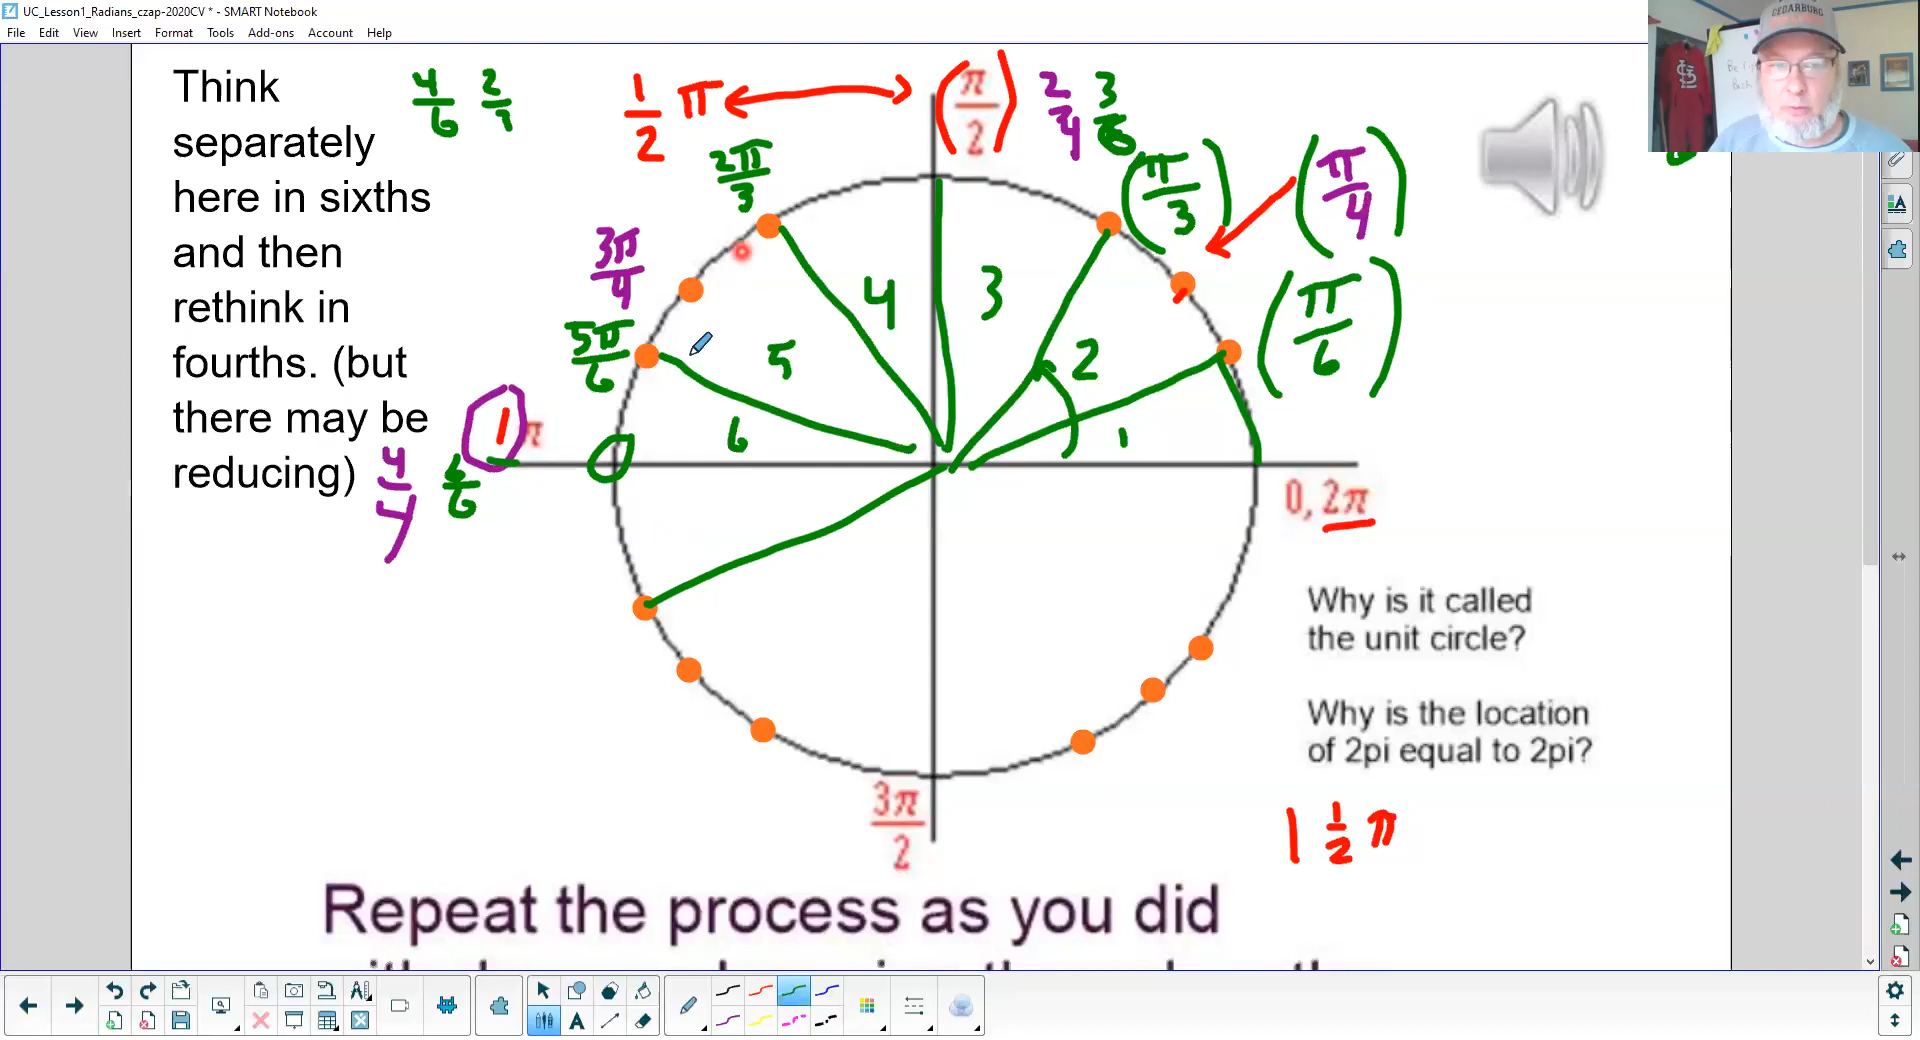 UC_Lesson1_Radians_czap-2020CV * - SMART Notebook
File Edit View Insert Format Tools Add-ons Account Help
CEDARBURG
Think
separately
here in sixths
and then
rethink in
fourths. (but
there may be
reducing)
4/6 2/
1/2 π
(π/2)
2/4 3/6
2π/3
(π/3)
(π/4)
3π/4
(π/6)
5π/6
4 3
5 2
6 1
1 π
4/4 6/6
0, 2π
Why is it called
the unit circle?
Why is the location
of 2pi equal to 2pi?
3π/2
1 1/2 π
Repeat the process as you did